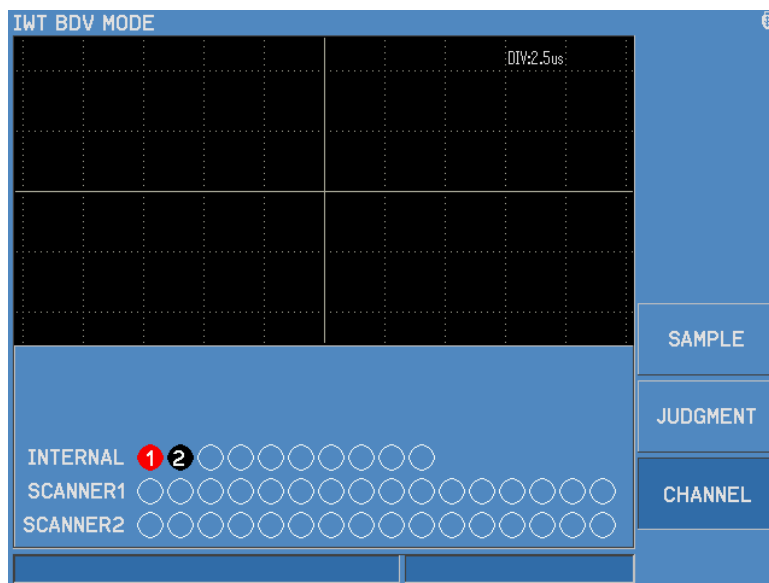 IWT BDV MODE
DIV:2.5us
SAMPLE
JUDGMENT
INTERNAL 1 2
SCANNER1
CHANNEL
SCANNER2